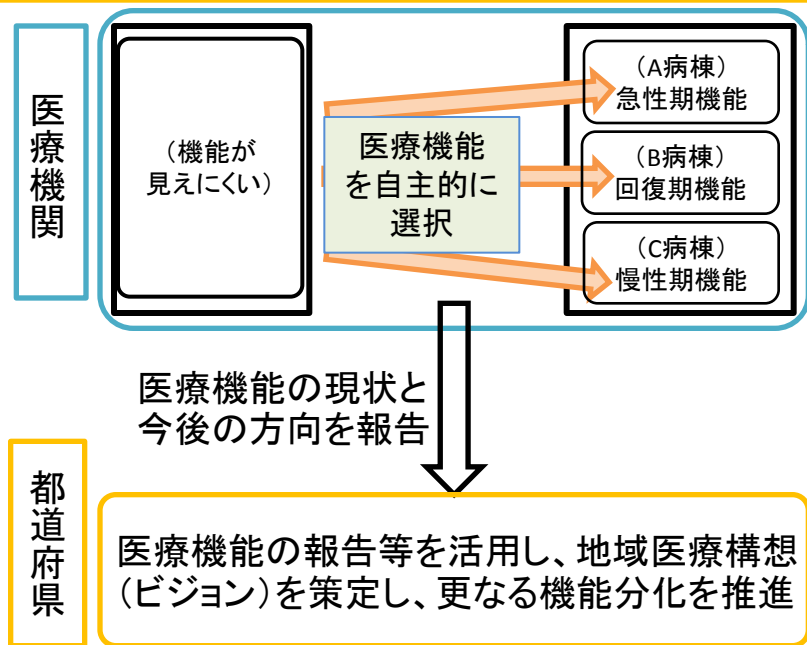 医療機関
(機能が
見えにくい)
医療機能
を自主的に
選択
(A病棟)
急性期機能
(B病棟)
回復期機能
(C病棟)
慢性期機能
医療機能の現状と
今後の方向を報告
都道府県
医療機能の報告等を活用し、地域医療構想
(ビジョン)を策定し、更なる機能分化を推進